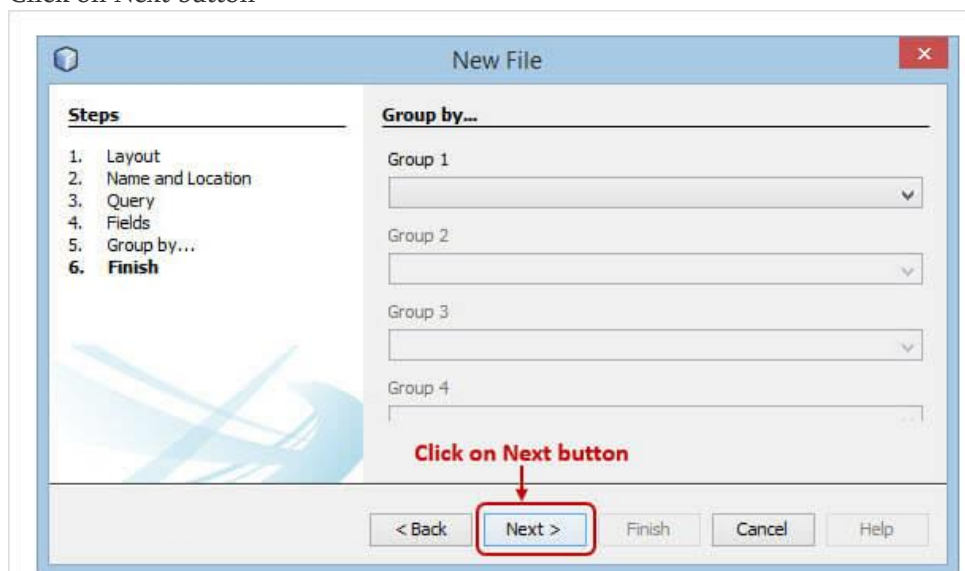 Click on Next button
New File
Steps
1. Layout
2. Name and Location
3. Query
4. Fields
5. Group by...
6. Finish
Group by...
Group 1
Group 2
Group 3
Group 4
Click on Next button
< Back Next > Finish Cancel Help